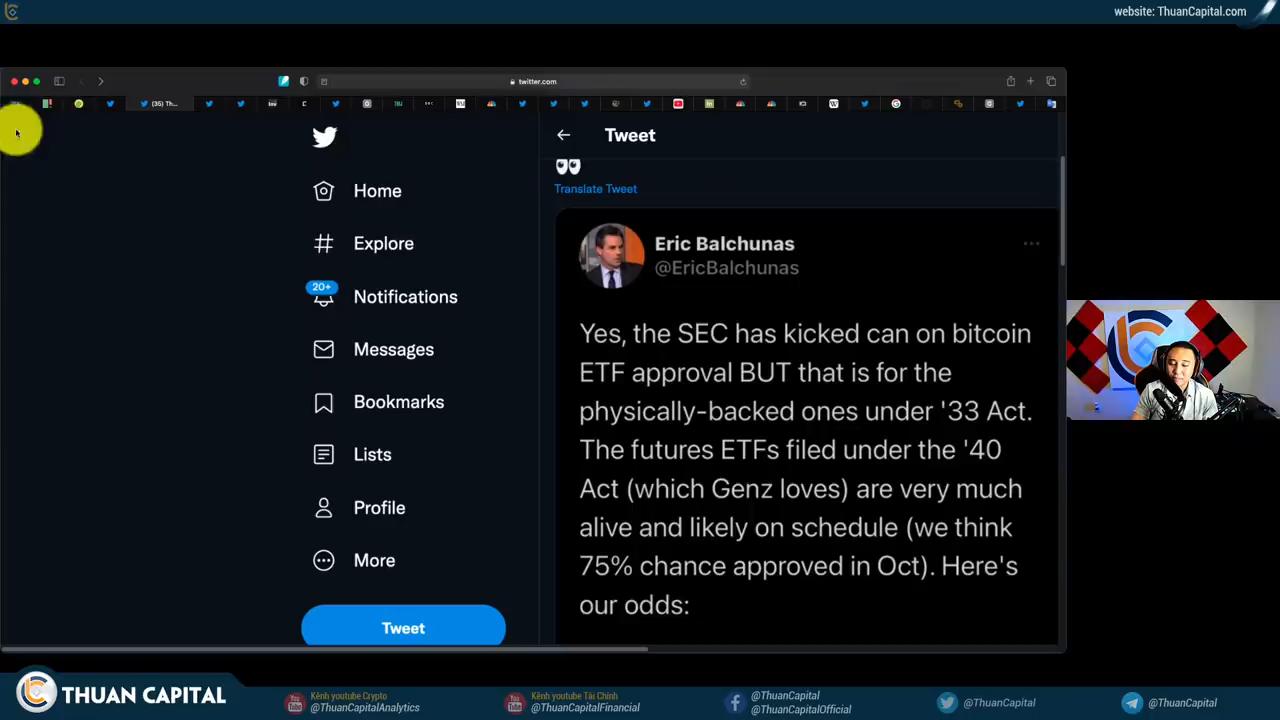 website: ThuanCapital.com
twitter.com
(35) Th...
Tweet
Translate Tweet
Home
Explore
20+
Notifications
Messages
Bookmarks
Lists
Profile
More
Tweet
Eric Balchunas
@EricBalchunas
Yes, the SEC has kicked can on bitcoin
ETF approval BUT that is for the
physically-backed ones under '33 Act.
The futures ETFs filed under the '40
Act (which Genz loves) are very much
alive and likely on schedule (we think
75% chance approved in Oct). Here's
our odds:
THUAN CAPITAL
Kênh youtube Crypto
@ThuanCapitalAnalytics
Kênh youtube Tài Chính
@ThuanCapitalFinancial
@ThuanCapital
@ThuanCapitalOfficial
@ThuanCapital
@ThuanCapital